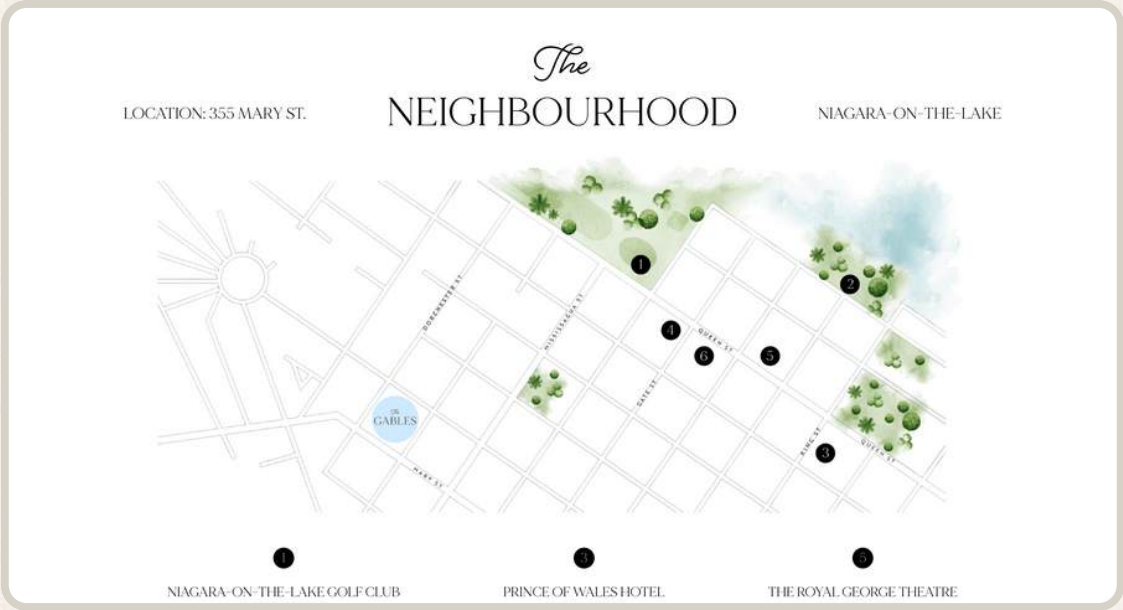 The
NEIGHBOURHOOD
LOCATION: 355 MARY ST.
NIAGARA-ON-THE-LAKE
DORCHESTER ST
MISSISSAGUA ST
1
2
4
QUEEN ST
6
5
GATE ST
THE
GABLES
KING ST
3
QUEEN ST
MARY ST
1
3
5
NIAGARA-ON-THE-LAKE GOLF CLUB
PRINCE OF WALES HOTEL
THE ROYAL GEORGE THEATRE